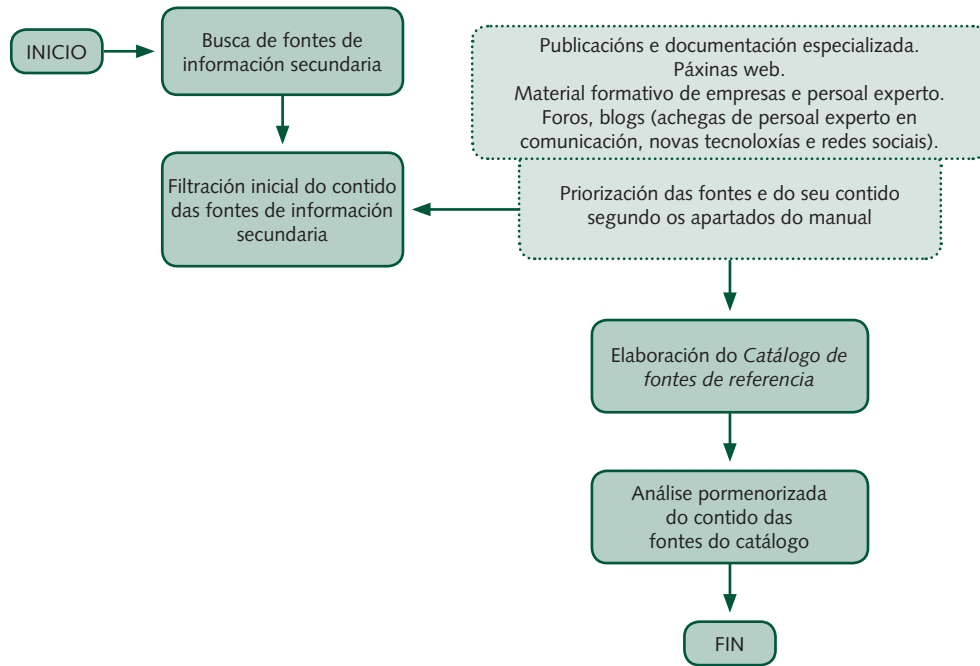 INICIO
Busca de fontes de
información secundaria
Publicacións e documentación especializada.
Páxinas web.
Material formativo de empresas e persoal experto.
Foros, blogs (achegas de persoal experto en
comunicación, novas tecnoloxías e redes sociais).
Filtración inicial do contido
das fontes de información
secundaria
Priorización das fontes e do seu contido
segundo os apartados do manual
Elaboración do Catálogo de
fontes de referencia
Análise pormenorizada
do contido das
fontes do catálogo
FIN